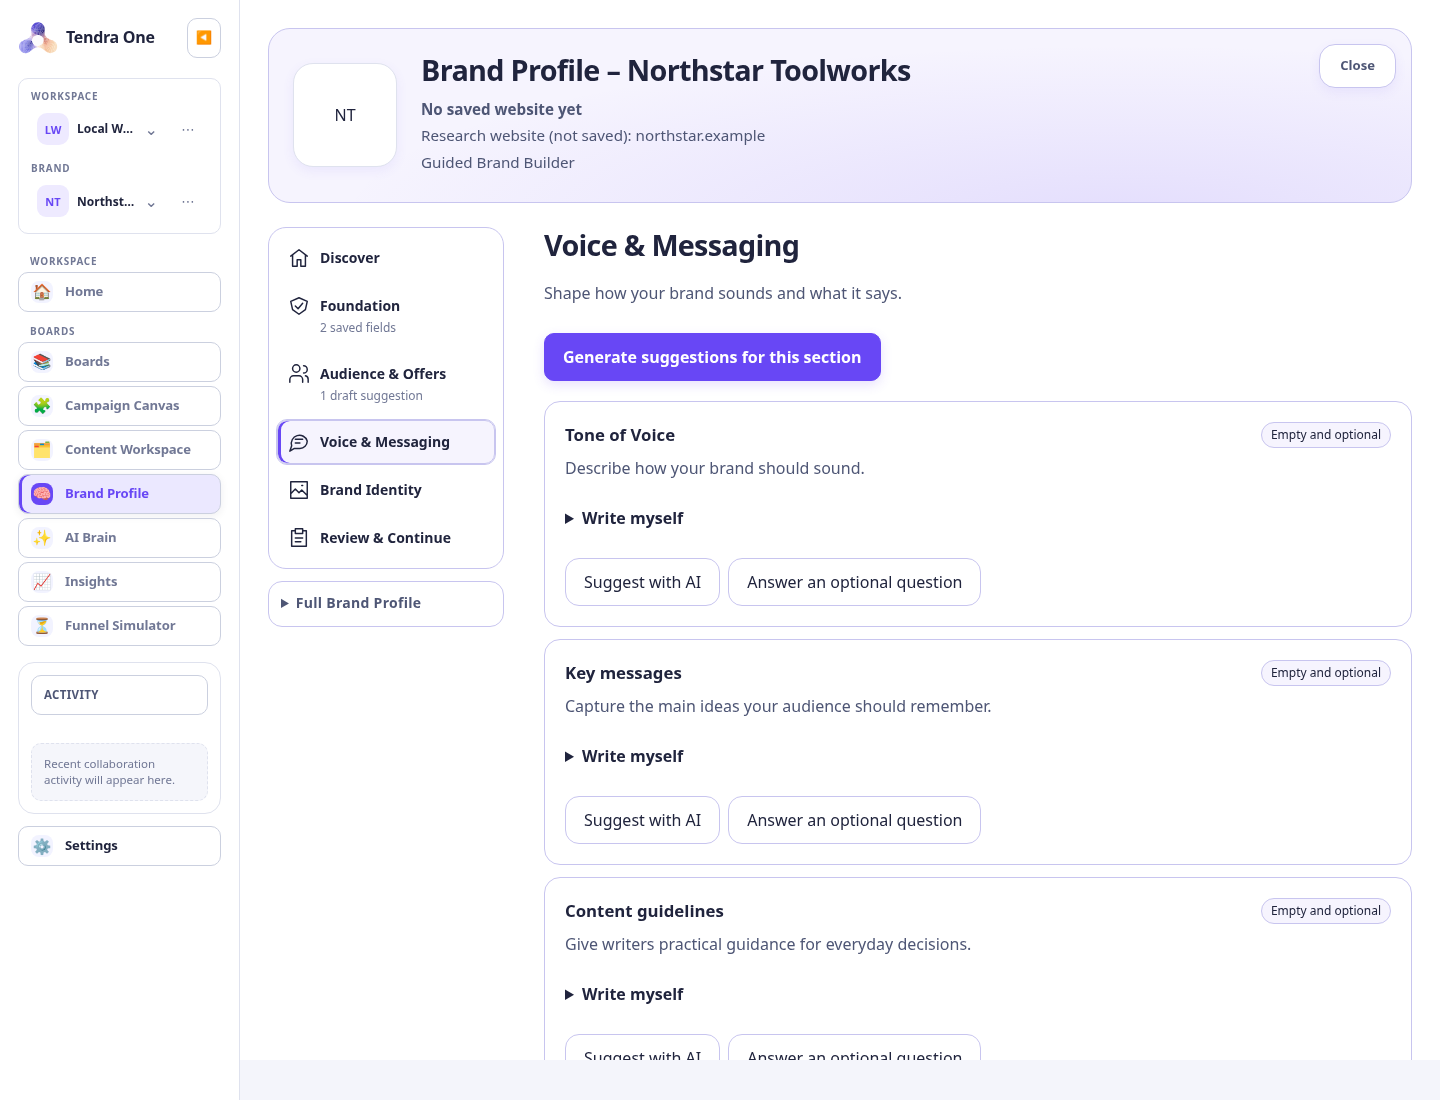 Tendra One
WORKSPACE
LW
Local W...
BRAND
NT
Northst...
WORKSPACE
Home
BOARDS
Boards
Campaign Canvas
Content Workspace
Brand Profile
AI Brain
Insights
Funnel Simulator
ACTIVITY
Recent collaboration
activity will appear here.
Settings
NT
Brand Profile – Northstar Toolworks
No saved website yet
Research website (not saved): northstar.example
Guided Brand Builder
Close
Discover
Foundation
2 saved fields
Audience & Offers
1 draft suggestion
Voice & Messaging
Brand Identity
Review & Continue
Full Brand Profile
Voice & Messaging
Shape how your brand sounds and what it says.
Generate suggestions for this section
Tone of Voice
Empty and optional
Describe how your brand should sound.
Write myself
Suggest with AI
Answer an optional question
Key messages
Empty and optional
Capture the main ideas your audience should remember.
Write myself
Suggest with AI
Answer an optional question
Content guidelines
Empty and optional
Give writers practical guidance for everyday decisions.
Write myself
Suggest with AI
Answer an optional question